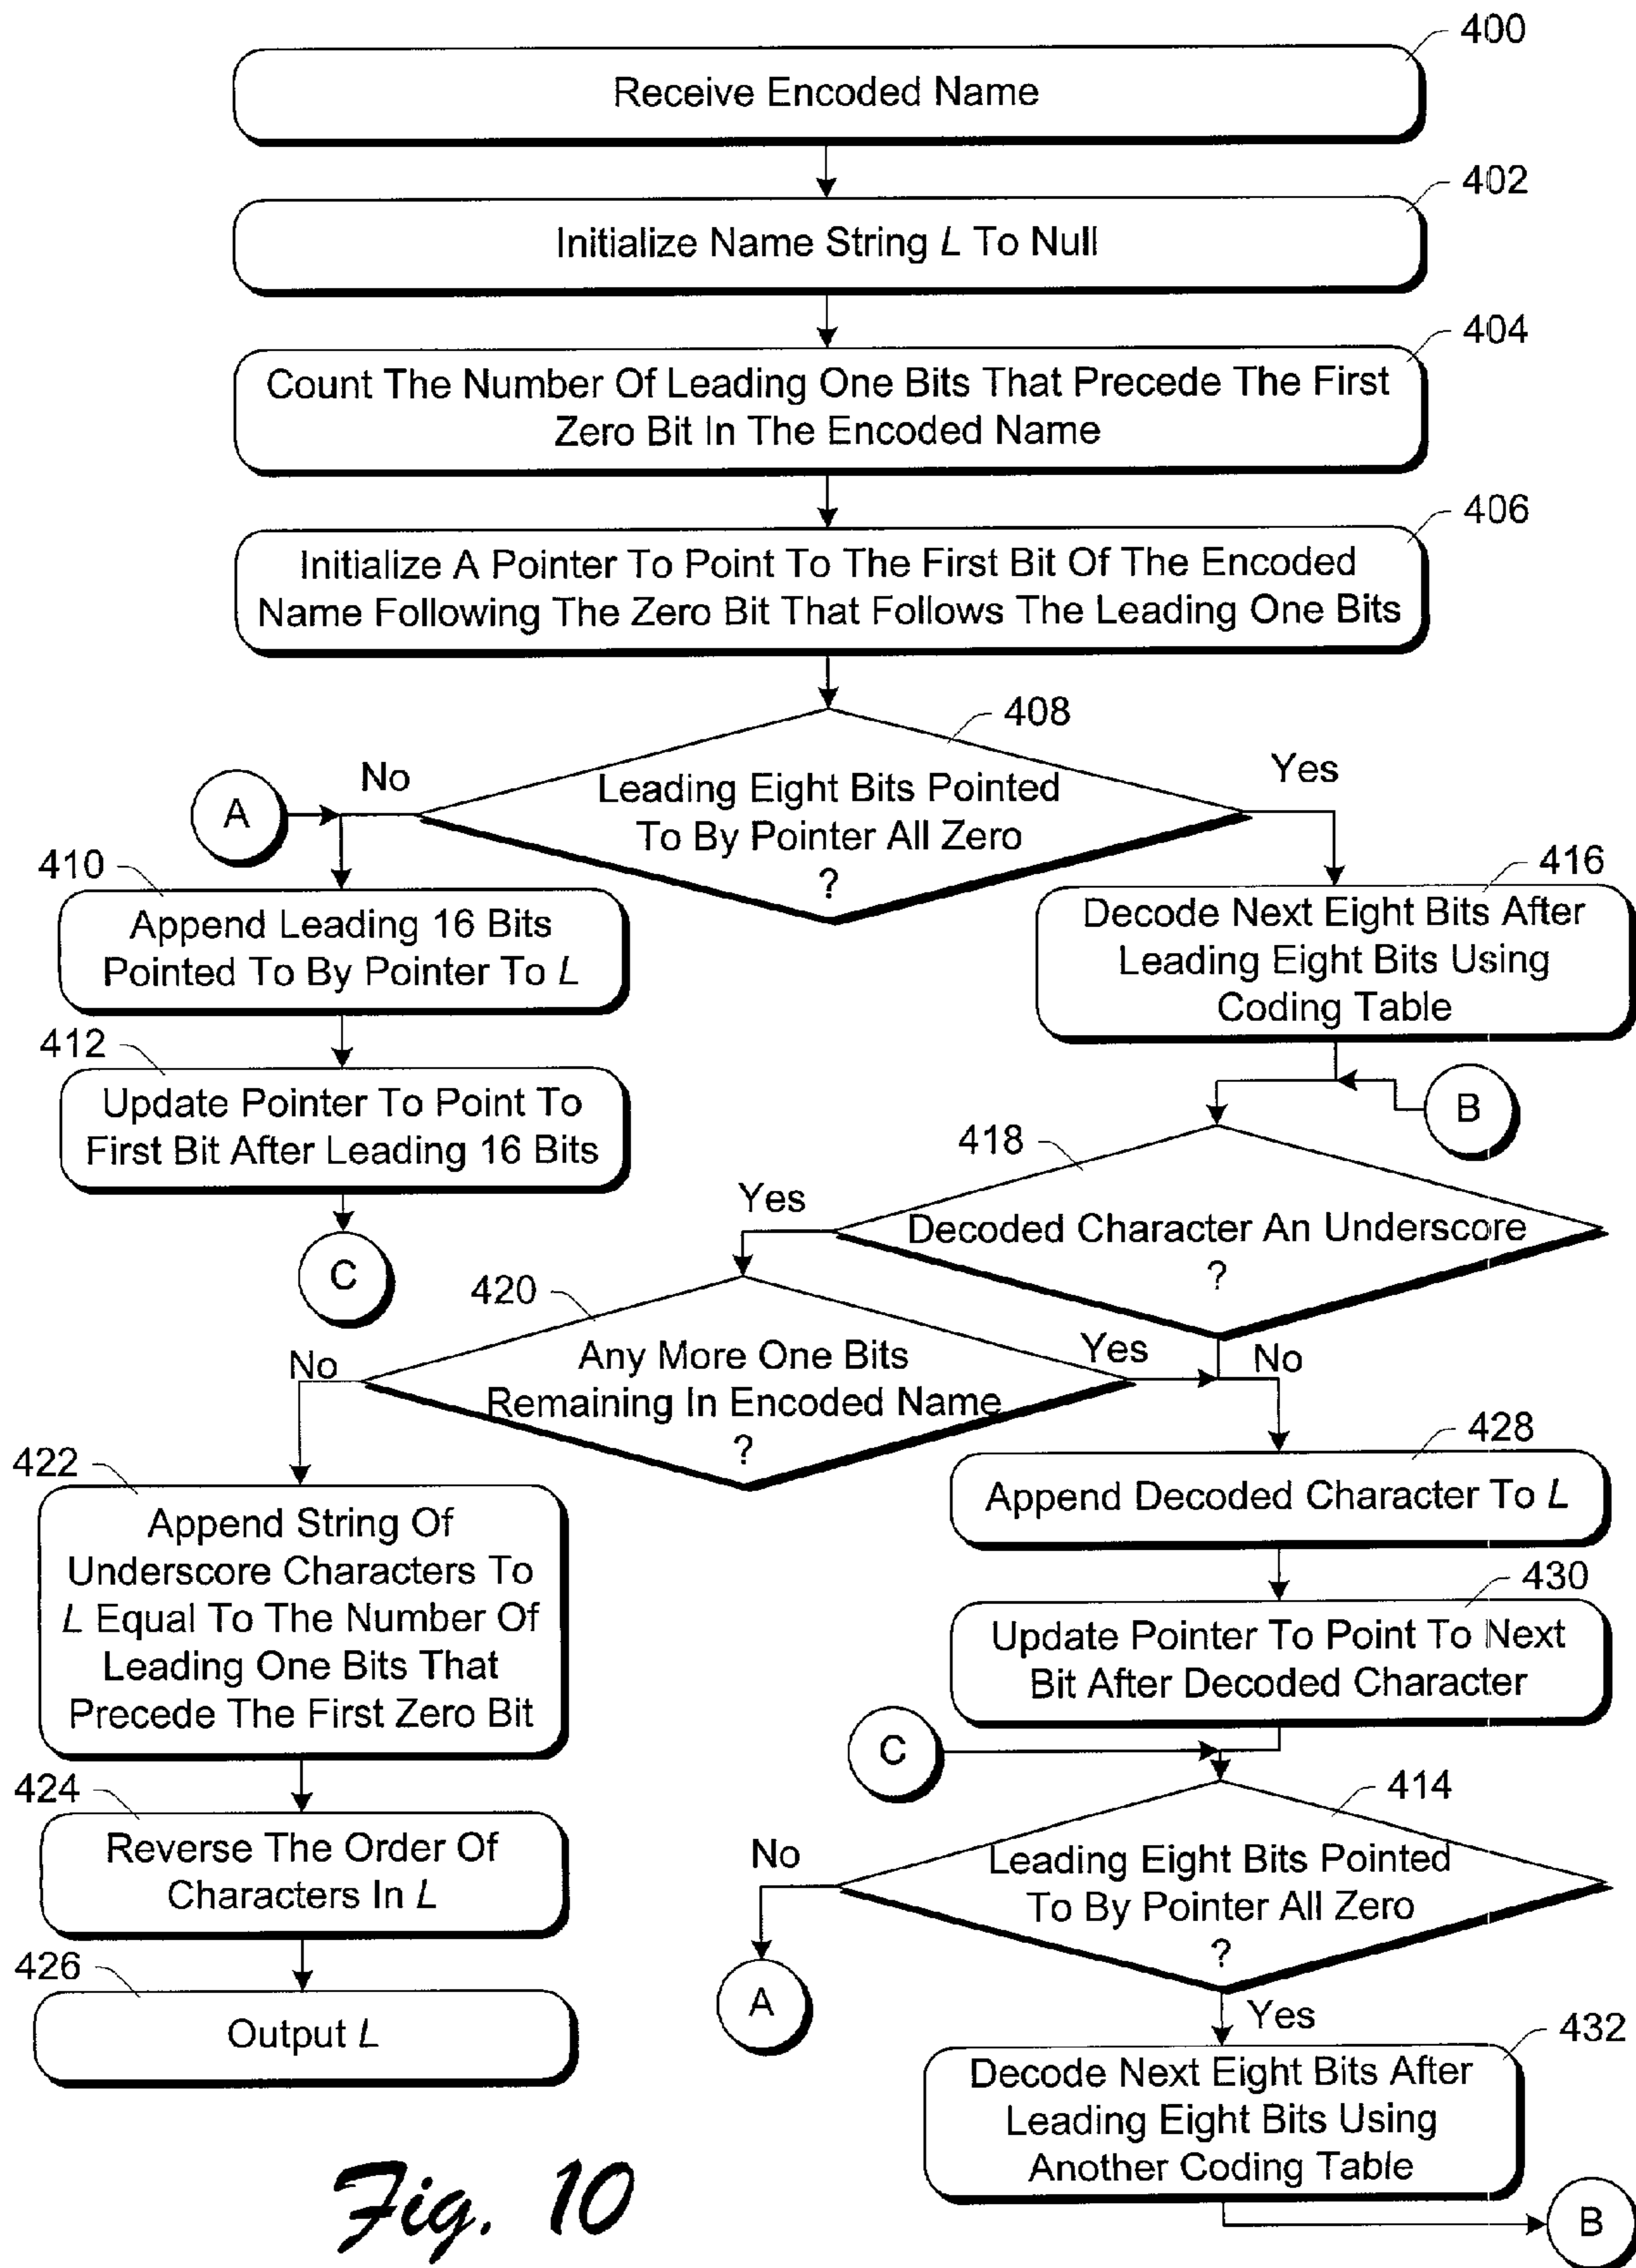 400
Receive Encoded Name
402
Initialize Name String L To Null
404
Count The Number Of Leading One Bits That Precede The First
Zero Bit In The Encoded Name
406
Initialize A Pointer To Point To The First Bit Of The Encoded
Name Following The Zero Bit That Follows The Leading One Bits
408
No
Yes
A
Leading Eight Bits Pointed
To By Pointer All Zero
?
410
Append Leading 16 Bits
Pointed To By Pointer To L
416
Decode Next Eight Bits After
Leading Eight Bits Using
Coding Table
412
Update Pointer To Point To
First Bit After Leading 16 Bits
B
C
418
Yes
Decoded Character An Underscore
?
No
420
Any More One Bits
Remaining In Encoded Name
?
Yes
No
422
Append String Of
Underscore Characters To
L Equal To The Number Of
Leading One Bits That
Precede The First Zero Bit
428
Append Decoded Character To L
430
Update Pointer To Point To Next
Bit After Decoded Character
C
424
Reverse The Order Of
Characters In L
414
Leading Eight Bits Pointed
To By Pointer All Zero
?
No
A
Yes
426
Output L
432
Decode Next Eight Bits After
Leading Eight Bits Using
Another Coding Table
B
Fig. 10